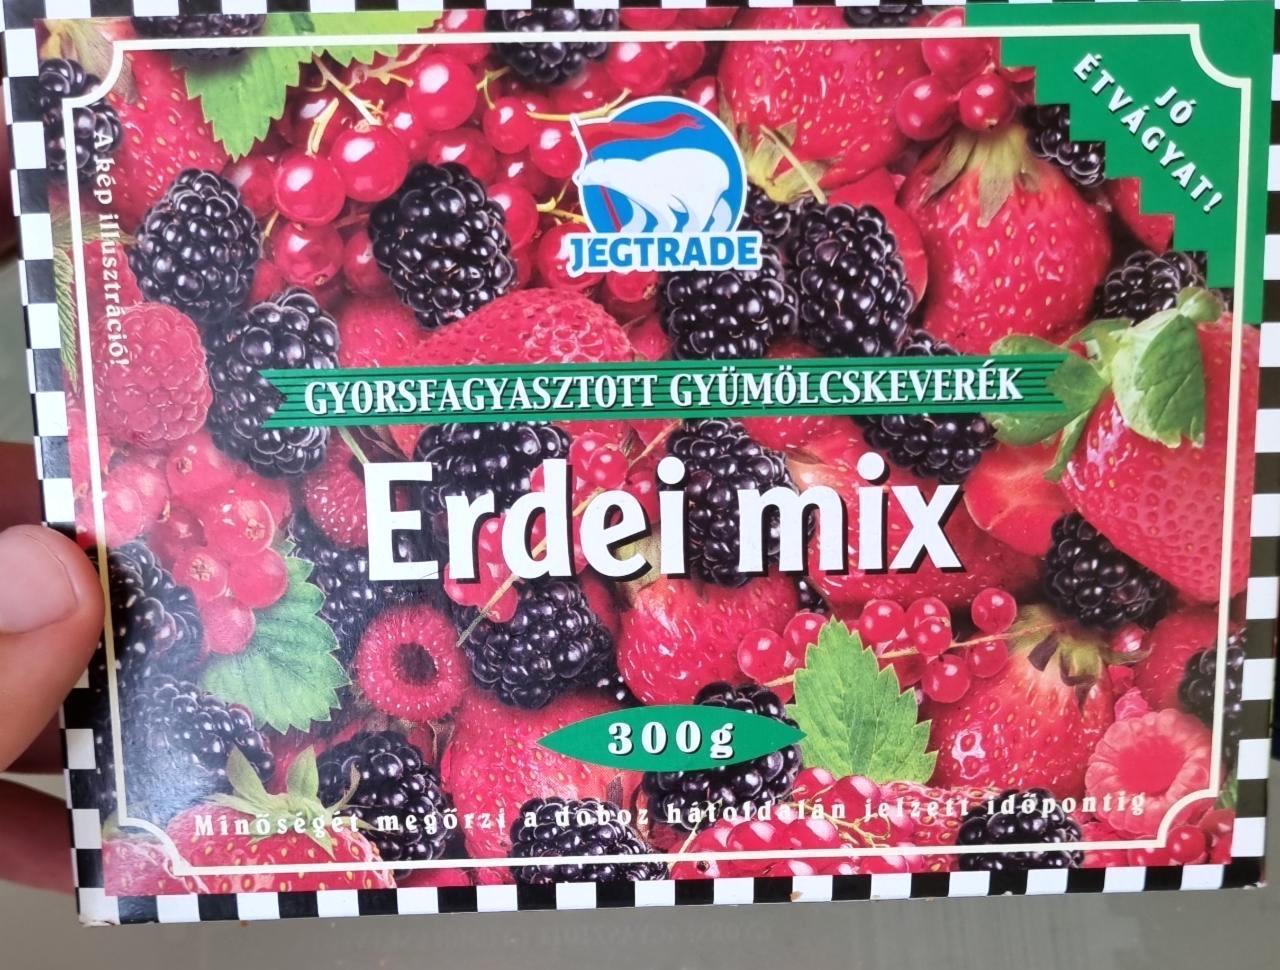 JÓ
ÉTVÁGYAT!
A kép illusztráció!
JEGTRADE
GYORSFAGYASZTOTT GYÜMÖLCSKEVERÉK
Erdei mix
300g
Minőségét megőrzi a doboz hátoldalán jelzett időpontig